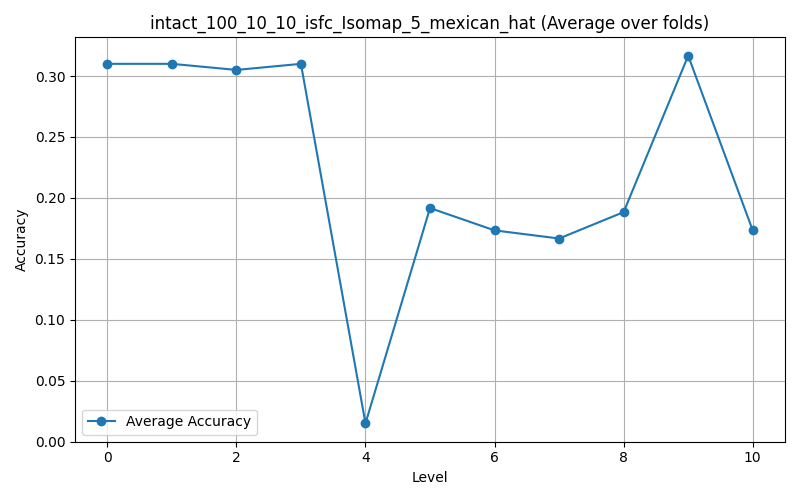 intact_100_10_10_isfc_Isomap_5_mexican_hat (Average over folds)
0.30
0.25
0.20
0.15
0.10
0.05
0.00
Accuracy
Average Accuracy
0 2 4 6 8 10
Level